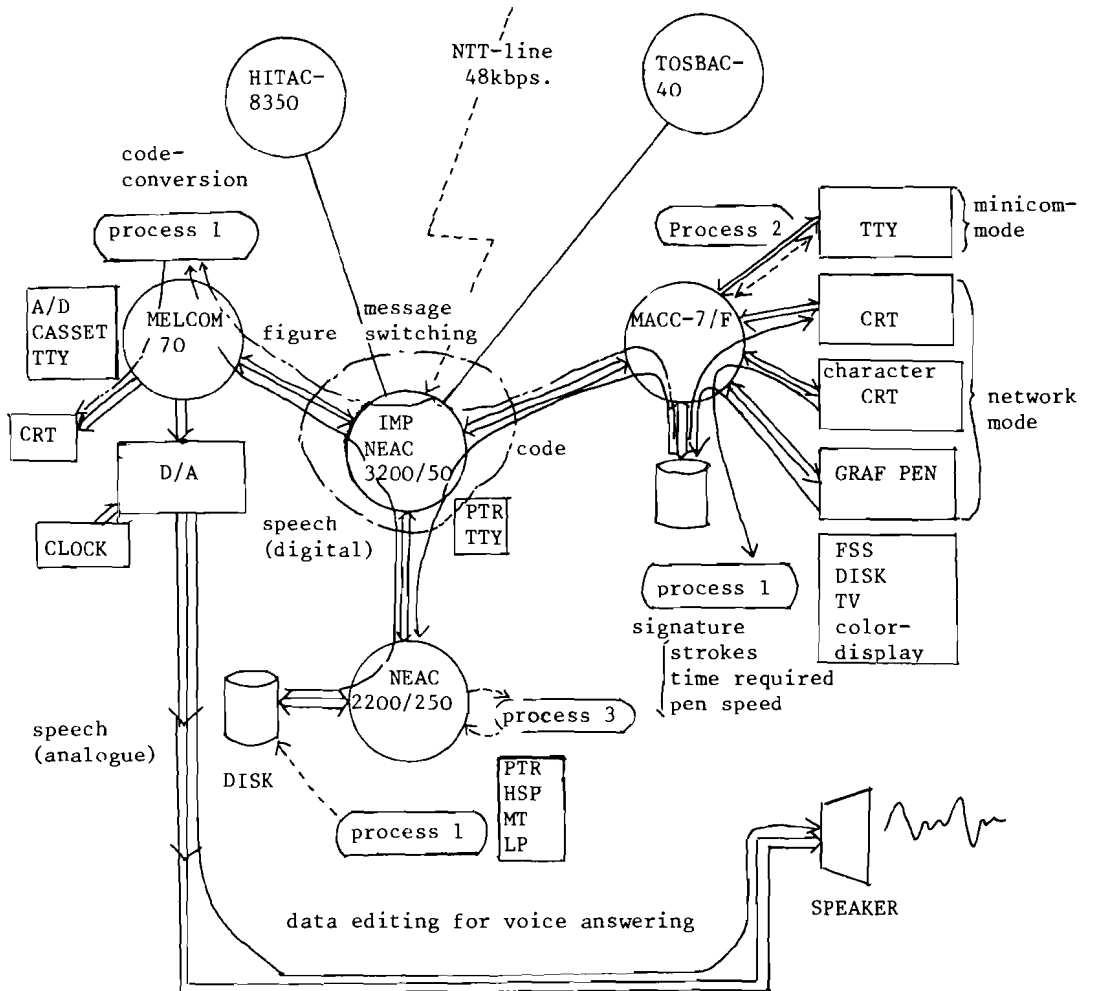 HITAC-
8350
NTT-line
48kbps.
TOSBAC-
40
code-
conversion
process 1
A/D
CASSET
TTY
MELCOM
70
figure
message
switching
Process 2
TTY
minicom-
mode
MACC-7/F
CRT
character
CRT
network
mode
GRAF PEN
CRT
D/A
CLOCK
IMP
NEAC
3200/50
code
PTR
TTY
speech
(digital)
FSS
DISK
TV
color-
display
process 1
signature
strokes
time required
pen speed
NEAC
2200/250
process 3
DISK
speech
(analogue)
process 1
PTR
HSP
MT
LP
SPEAKER
data editing for voice answering